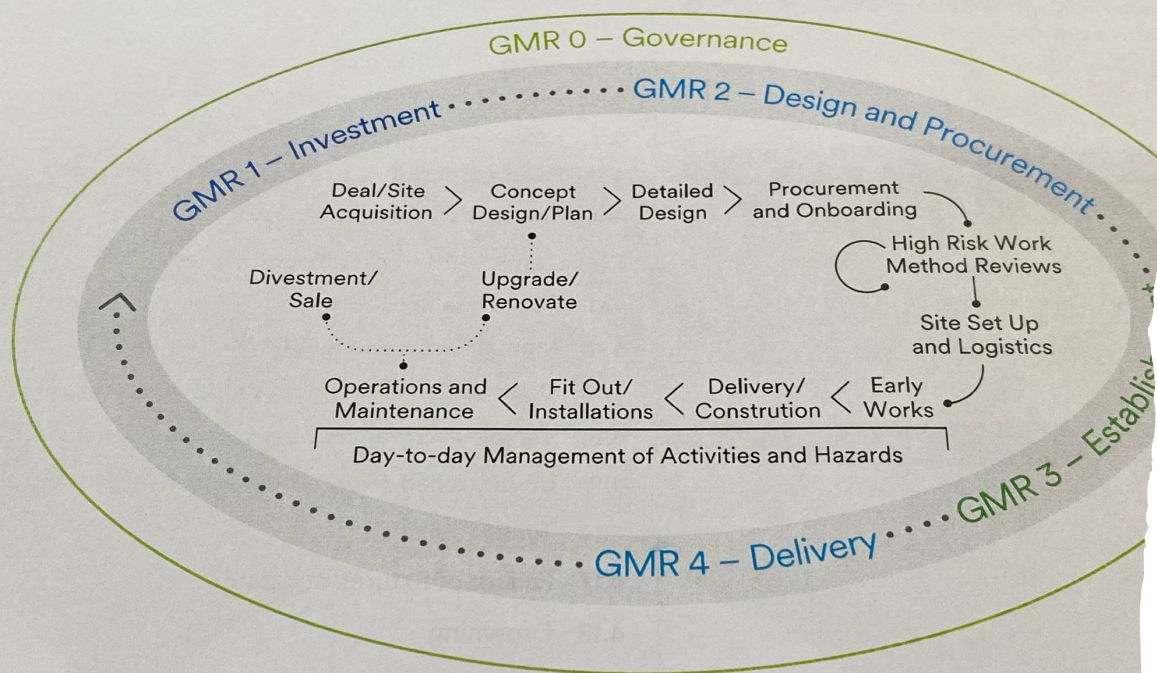 GMR 0 – Governance
GMR 1 – Investment
GMR 2 – Design and Procurement
Deal/Site
Acquisition
Concept
Design/Plan
Detailed
Design
Procurement
and Onboarding
High Risk Work
Method Reviews
Divestment/
Sale
Upgrade/
Renovate
Site Set Up
and Logistics
Operations and
Maintenance
Fit Out/
Installations
Delivery/
Constrution
Early
Works
Day-to-day Management of Activities and Hazards
GMR 3 –
GMR 4 – Delivery
4.18 Drowning